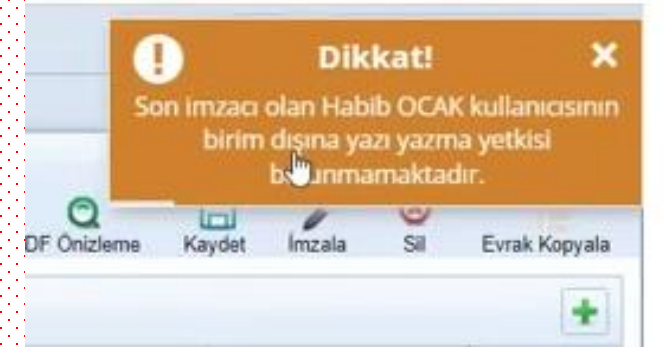 Dikkat!
Son imzacı olan Habib OCAK kullanıcısının
birim dışına yazı yazma yetkisi
bulunmamaktadır.
DF Önizleme Kaydet İmzala Sil Evrak Kopyala